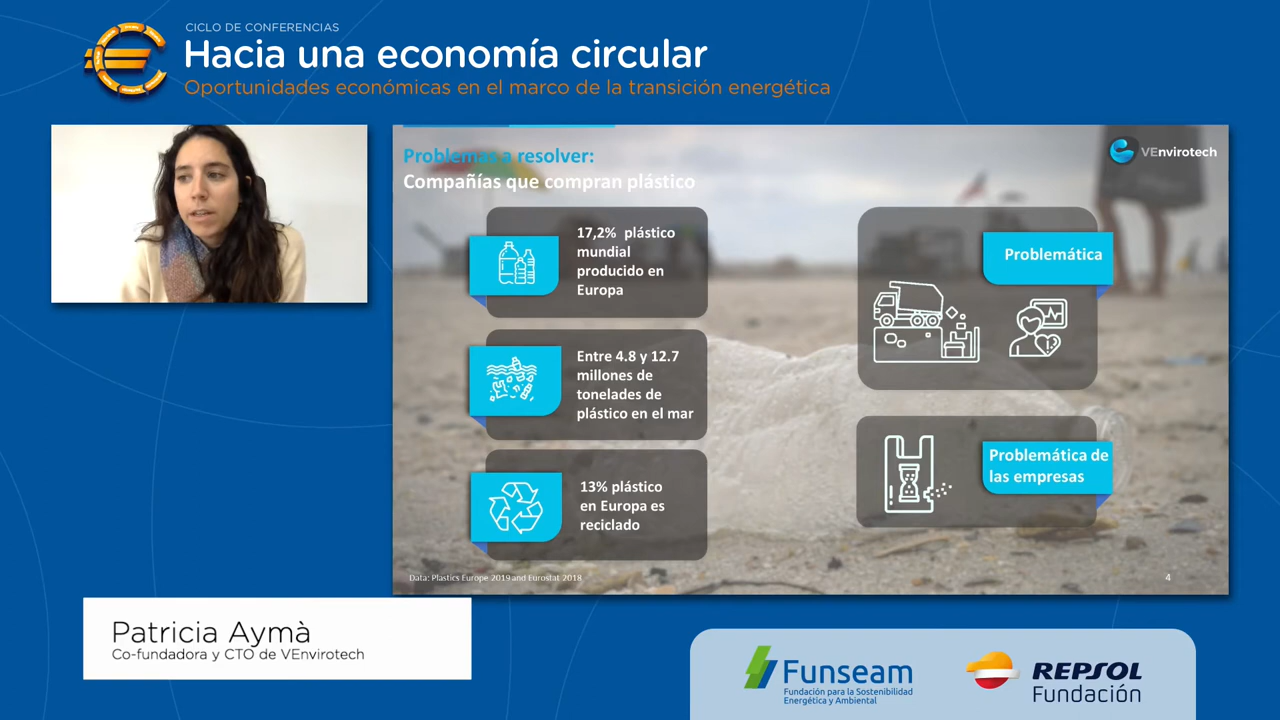 CICLO DE CONFERENCIAS
Hacia una economía circular
Oportunidades económicas en el marco de la transición energética
Problemas a resolver:
Compañías que compran plástico
VEnvirotech
17,2% plástico
mundial
producido en
Europa
Entre 4.8 y 12.7
millones de
tonelades de
plástico en el mar
13% plástico
en Europa es
reciclado
Problemática
Problemática de
las empresas
Data: Plastics Europe 2019 and Eurostat 2018
4
Patricia Aymà
Co-fundadora y CTO de VEnvirotech
Funseam
Fundación para la Sostenibilidad
Energética y Ambiental
REPSOL
Fundación